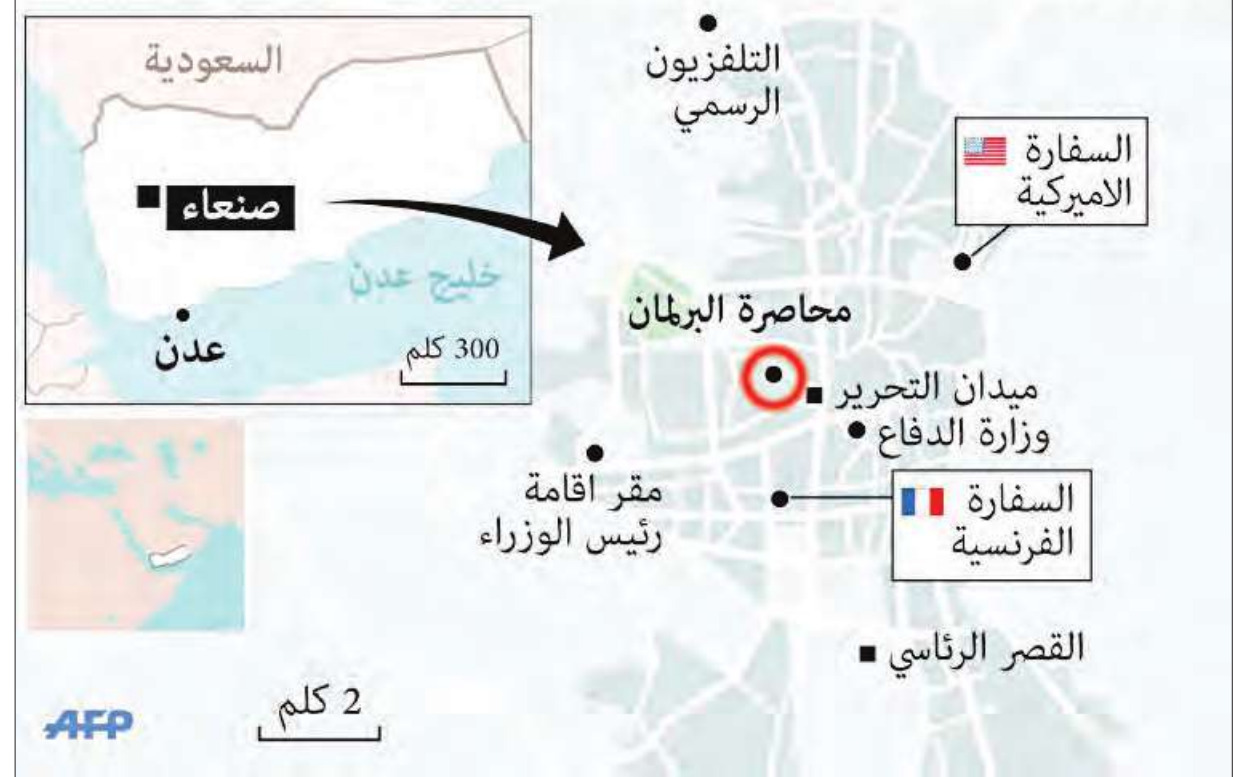 السعودية
صنعاء
خليج عدن
عدن
300 كلم
التلفزيون
الرسمي
السفارة
الاميركية
محاصرة البرلمان
ميدان التحرير
وزارة الدفاع
مقر اقامة
رئيس الوزراء
السفارة
الفرنسية
القصر الرئاسي
2 كلم
AFP